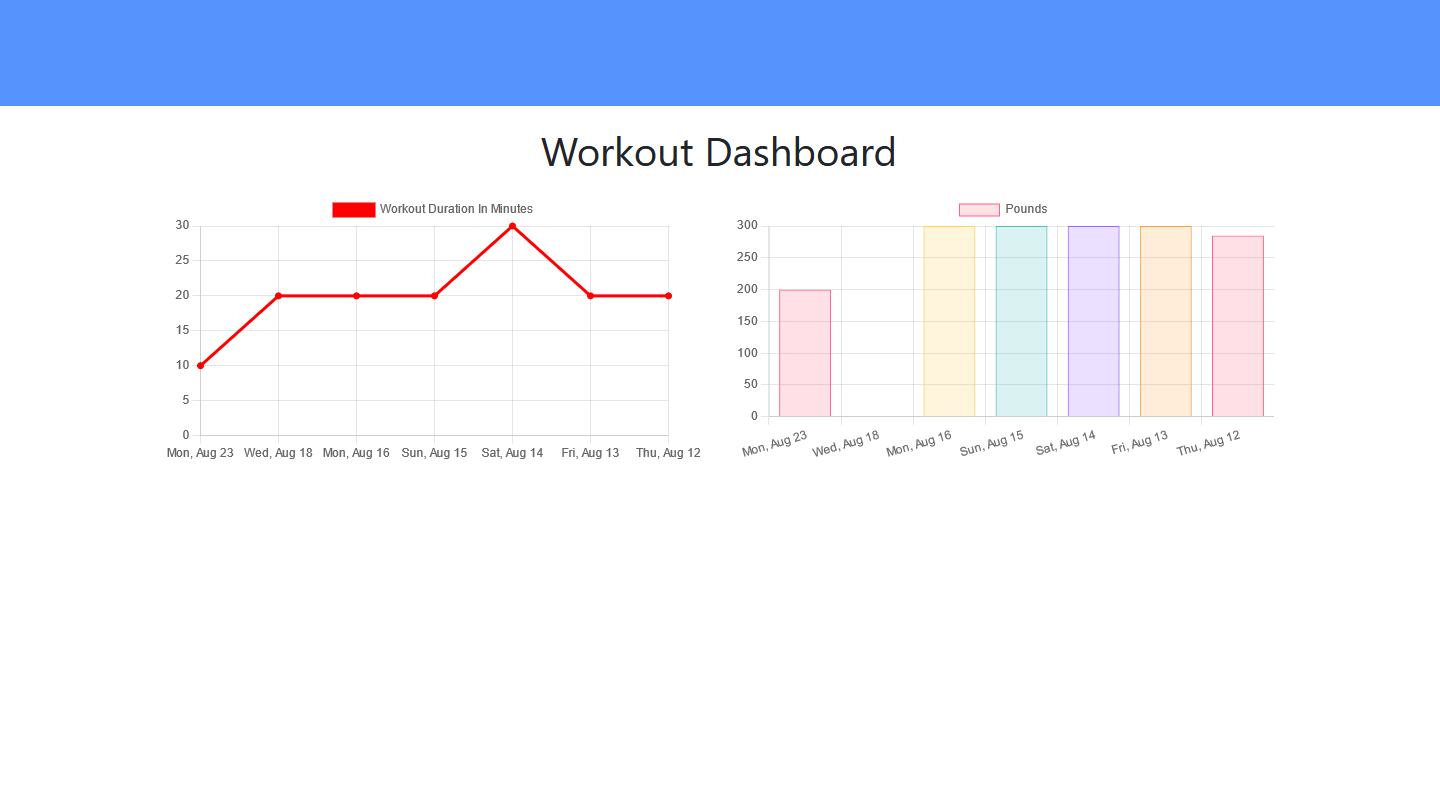 Workout Dashboard
Workout Duration In Minutes
30
25
20
15
10
5
0
Mon, Aug 23 Wed, Aug 18 Mon, Aug 16 Sun, Aug 15 Sat, Aug 14 Fri, Aug 13 Thu, Aug 12
Pounds
300
250
200
150
100
50
0
Mon, Aug 23 Wed, Aug 18 Mon, Aug 16 Sun, Aug 15 Sat, Aug 14 Fri, Aug 13 Thu, Aug 12